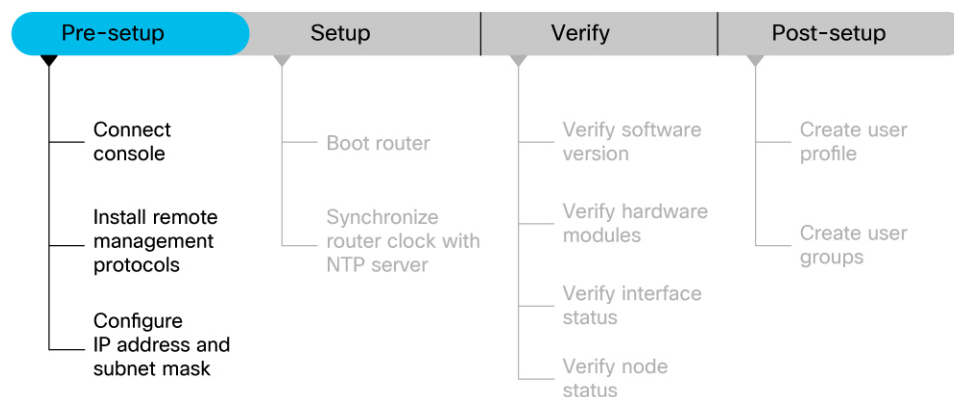 Pre-setup
Setup
Verify
Post-setup
Connect
console
Install remote
management
protocols
Configure
IP address and
subnet mask
Boot router
Synchronize
router clock with
NTP server
Verify software
version
Verify hardware
modules
Verify interface
status
Verify node
status
Create user
profile
Create user
groups